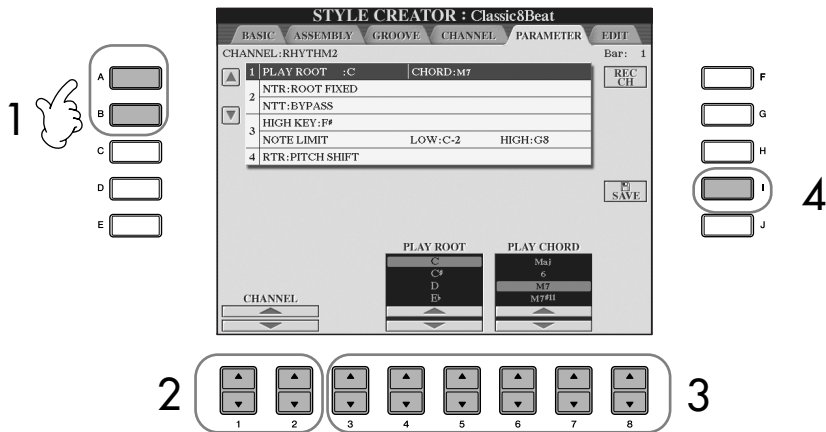 STYLE CREATOR : Classic8Beat
BASIC ASSEMBLY GROOVE CHANNEL PARAMETER EDIT
CHANNEL:RHYTHM2 Bar: 1
1 PLAY ROOT :C CHORD:M7
REC CH
2 NTR:ROOT FIXED
NTT:BYPASS
3 HIGH KEY:F♯
NOTE LIMIT LOW:C-2 HIGH:G8
4 RTR:PITCH SHIFT
SAVE
PLAY ROOT PLAY CHORD
C Maj
C♯ 6
D M7
E♭ M7♯11
CHANNEL
A
B
C
D
E
F
G
H
I
J
1
4
2
3
1 2 3 4 5 6 7 8